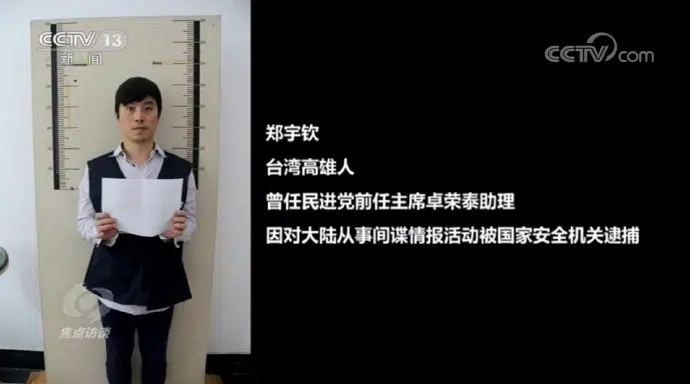 CCTV 13
新闻
CCTV.com
郑宇钦
台湾高雄人
曾任民进党前任主席卓荣泰助理
因对大陆从事间谍情报活动被国家安全机关逮捕
焦点访谈